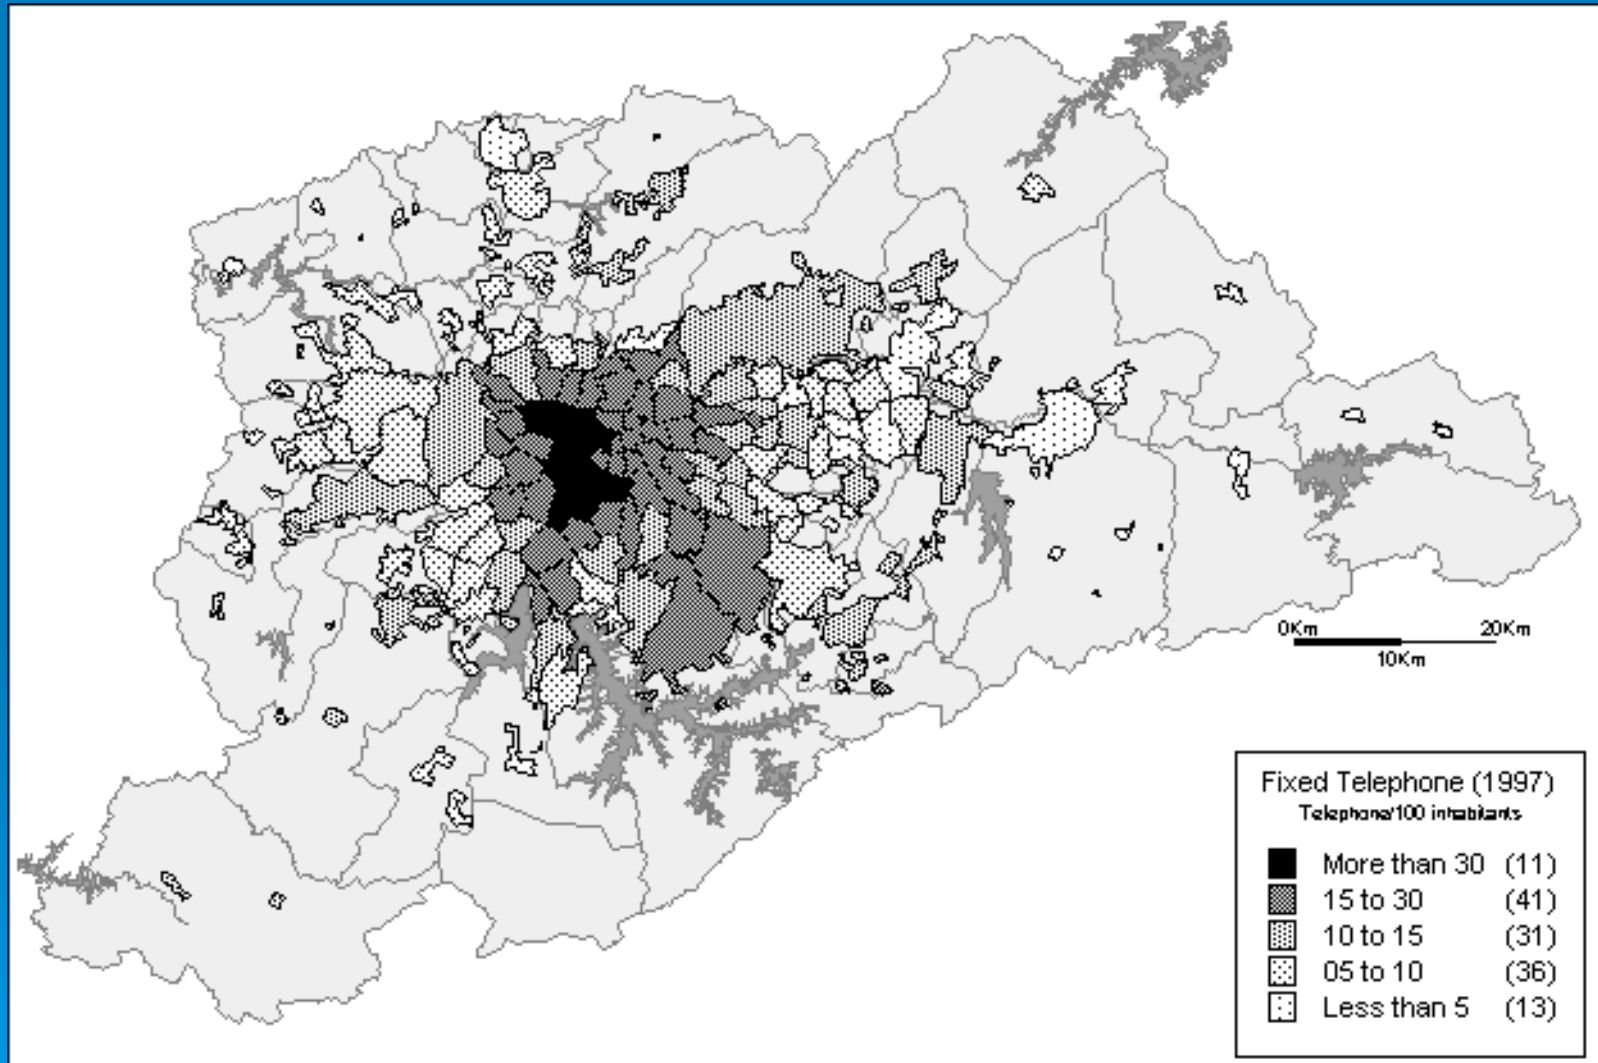 0Km 20Km
10Km
Fixed Telephone (1997)
Telephone/100 inhabitants
More than 30 (11)
15 to 30 (41)
10 to 15 (31)
05 to 10 (36)
Less than 5 (13)